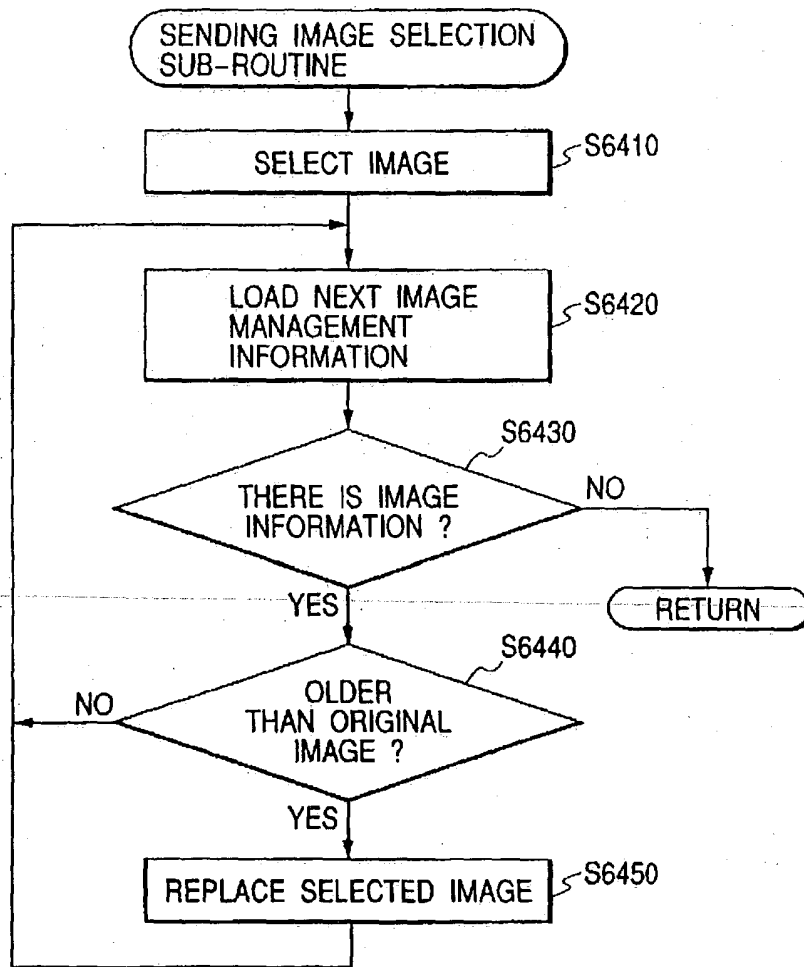 SENDING IMAGE SELECTION
SUB-ROUTINE
SELECT IMAGE
S6410
LOAD NEXT IMAGE
MANAGEMENT
INFORMATION
S6420
S6430
THERE IS IMAGE
INFORMATION ?
NO
YES
RETURN
S6440
OLDER
THAN ORIGINAL
IMAGE ?
NO
YES
REPLACE SELECTED IMAGE
S6450